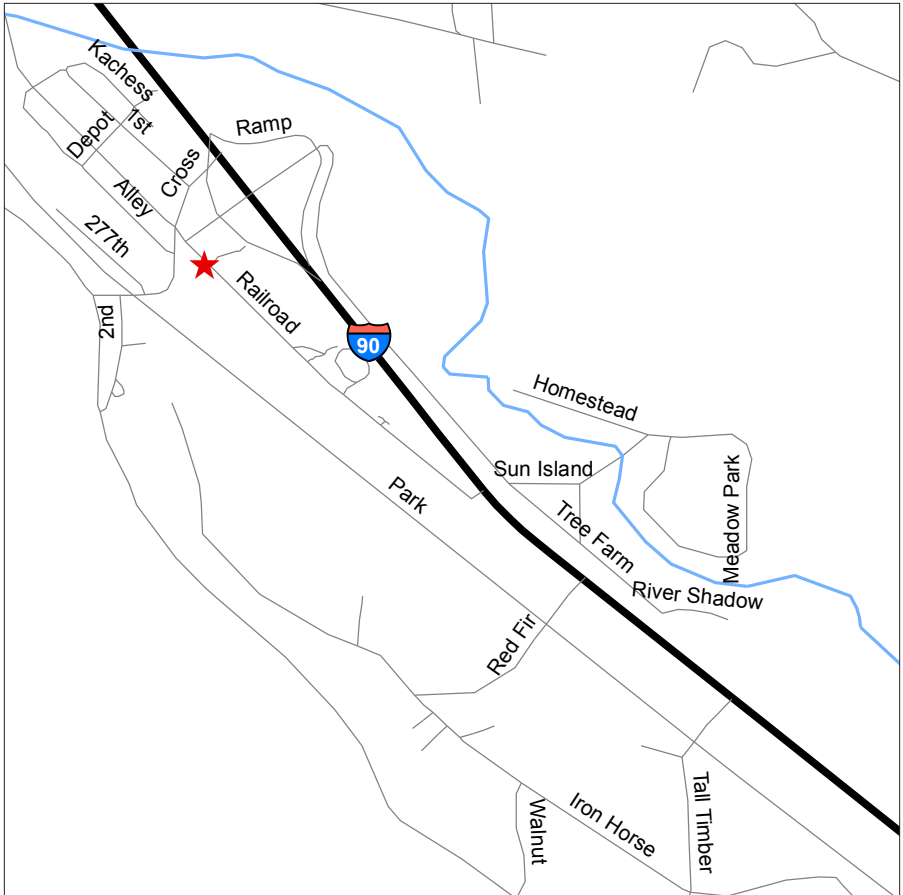 Kachess
1st
Ramp
Depot
Cross
Alley
277th
Railroad
2nd
90
Homestead
Sun Island
Meadow Park
Park
Tree Farm
River Shadow
Red Fir
Tall Timber
Iron Horse
Walnut